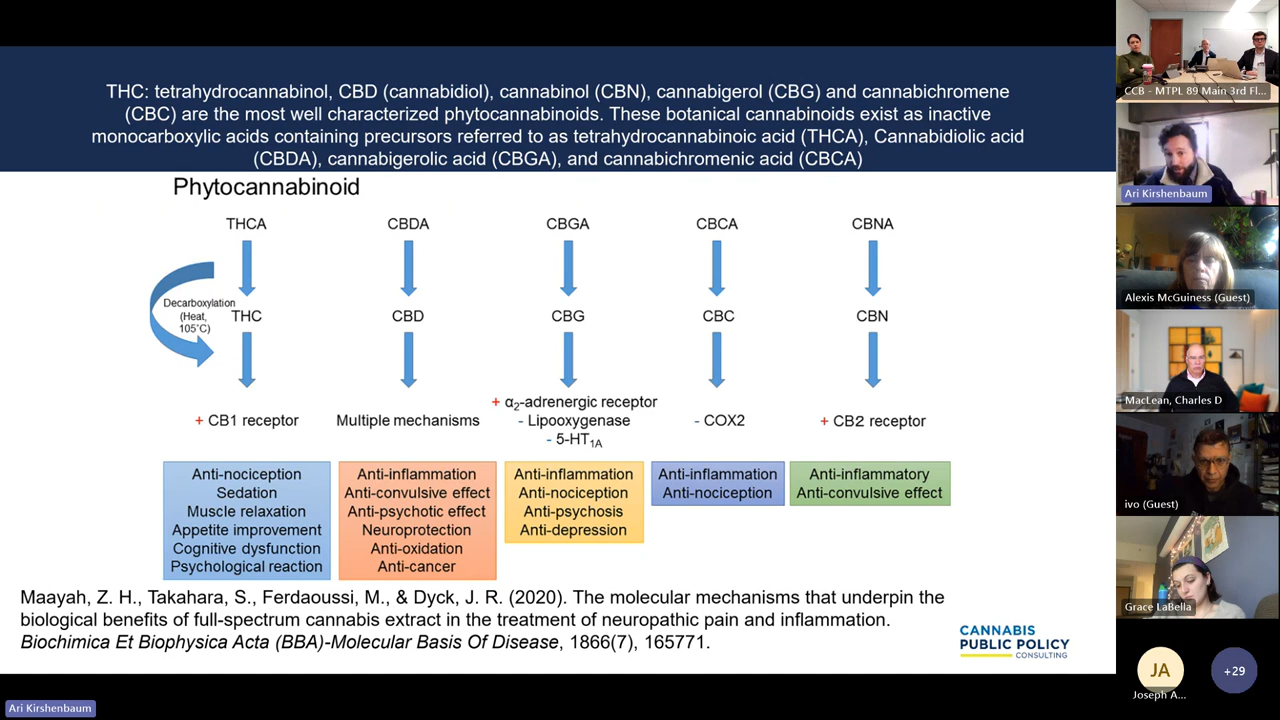 THC: tetrahydrocannabinol, CBD (cannabidiol), cannabinol (CBN), cannabigerol (CBG) and cannabichromene
(CBC) are the most well characterized phytocannabinoids. These botanical cannabinoids exist as inactive
monocarboxylic acids containing precursors referred to as tetrahydrocannabinoic acid (THCA), Cannabidiolic acid
(CBDA), cannabigerolic acid (CBGA), and cannabichromenic acid (CBCA)
Phytocannabinoid
THCA CBDA CBGA CBCA CBNA
Decarboxylation
(Heat,
105°C)
THC CBD CBG CBC CBN
+ CB1 receptor
Multiple mechanisms
+ α2-adrenergic receptor
- Lipooxygenase
- 5-HT1A
- COX2
+ CB2 receptor
Anti-nociception
Sedation
Muscle relaxation
Appetite improvement
Cognitive dysfunction
Psychological reaction
Anti-inflammation
Anti-convulsive effect
Anti-psychotic effect
Neuroprotection
Anti-oxidation
Anti-cancer
Anti-inflammation
Anti-nociception
Anti-psychosis
Anti-depression
Anti-inflammation
Anti-nociception
Anti-inflammatory
Anti-convulsive effect
Maayah, Z. H., Takahara, S., Ferdaoussi, M., & Dyck, J. R. (2020). The molecular mechanisms that underpin the
biological benefits of full-spectrum cannabis extract in the treatment of neuropathic pain and inflammation.
Biochimica Et Biophysica Acta (BBA)-Molecular Basis Of Disease, 1866(7), 165771.
CANNABIS
PUBLIC POLICY
CONSULTING
Ari Kirshenbaum
CCB - MTPL 89 Main 3rd Fl...
Ari Kirshenbaum
Alexis McGuiness (Guest)
MacLean, Charles D
ivo (Guest)
Grace LaBella
JA
Joseph A...
+29